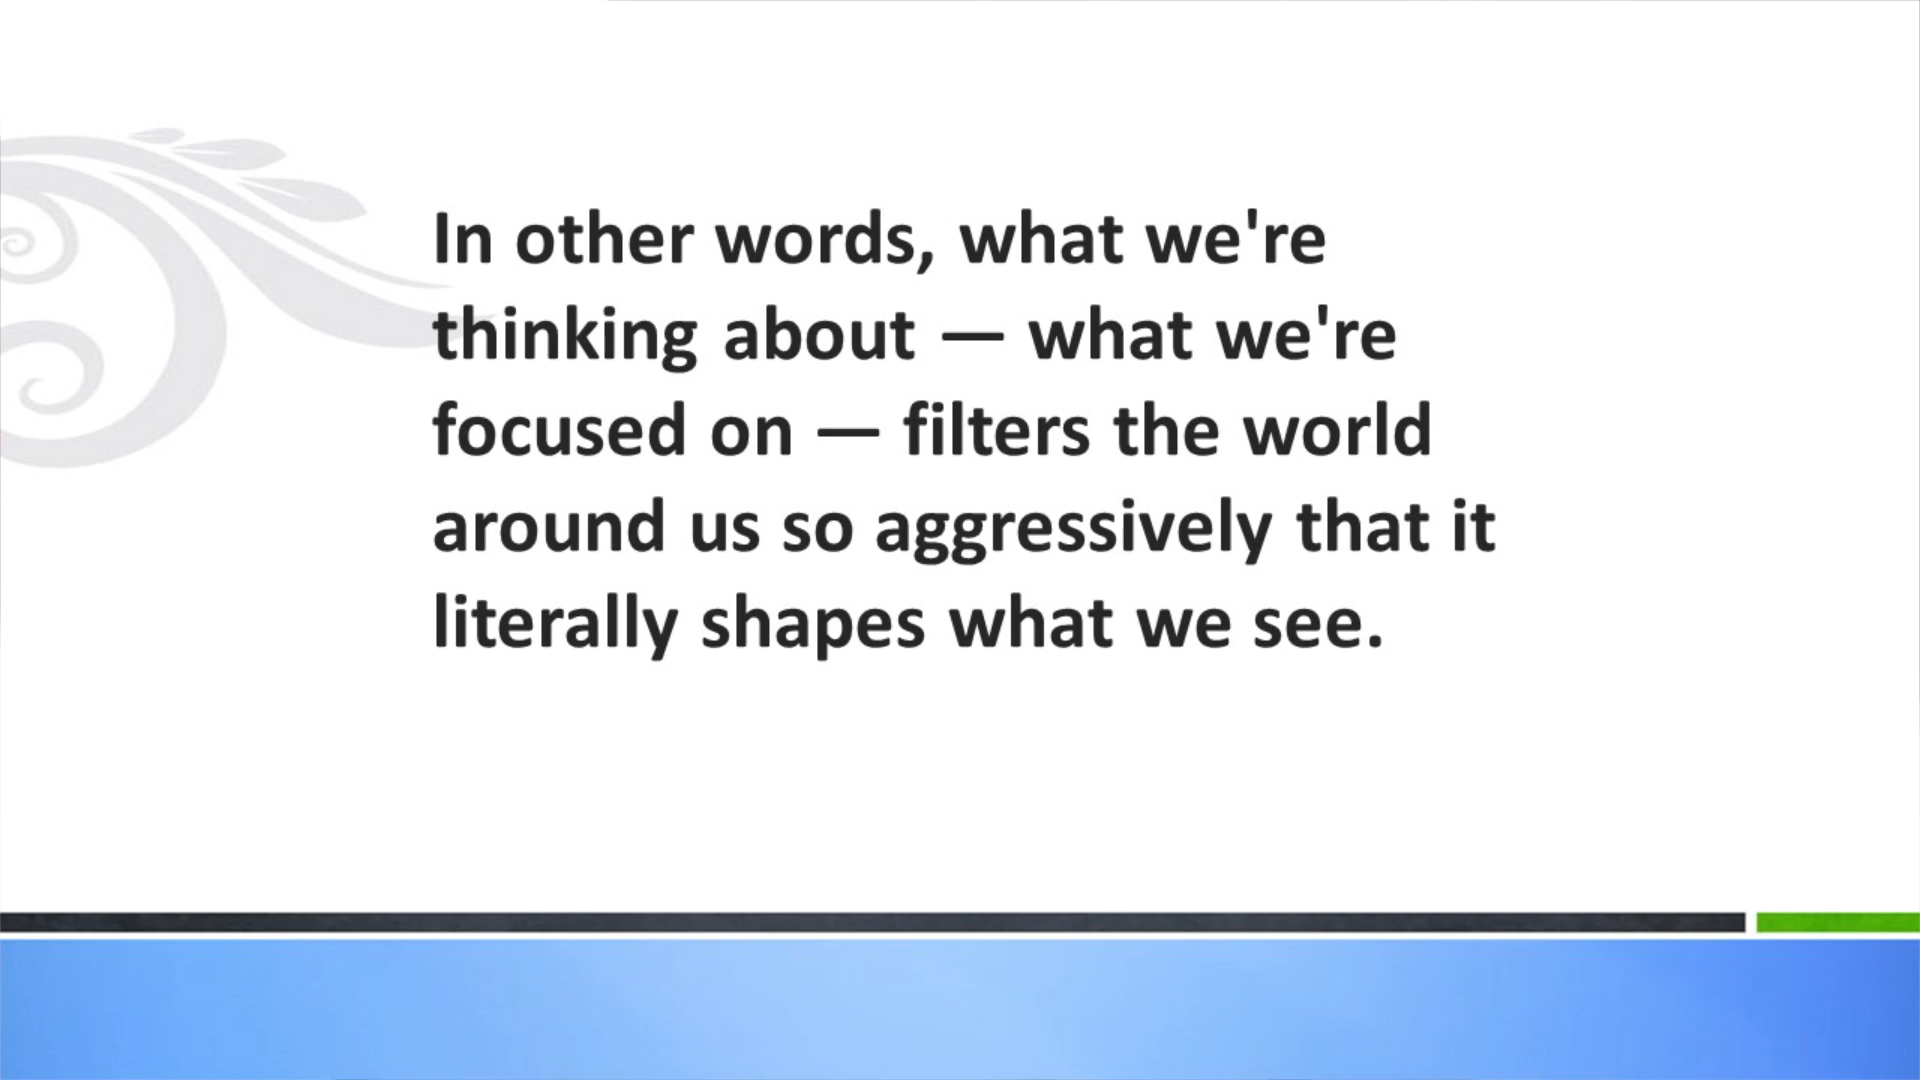 In other words, what we're
thinking about — what we're
focused on — filters the world
around us so aggressively that it
literally shapes what we see.